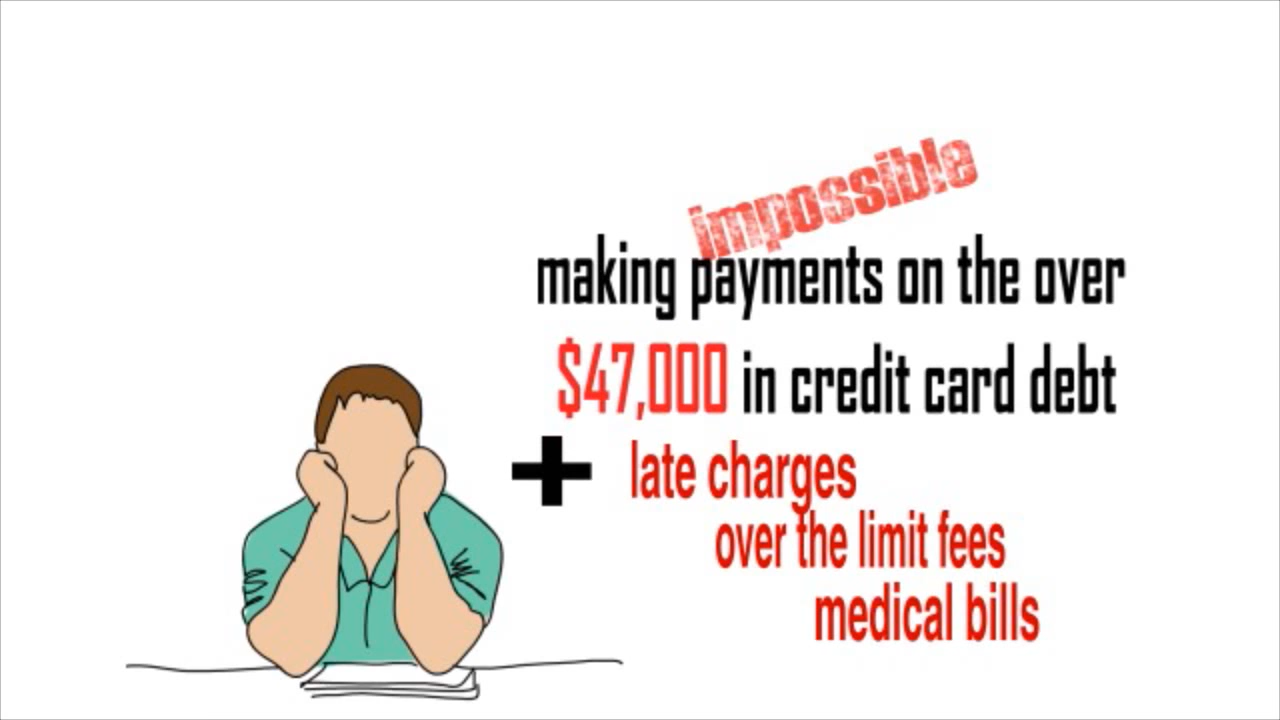 impossible
making payments on the over
$47,000 in credit card debt
+ late charges
over the limit fees
medical bills